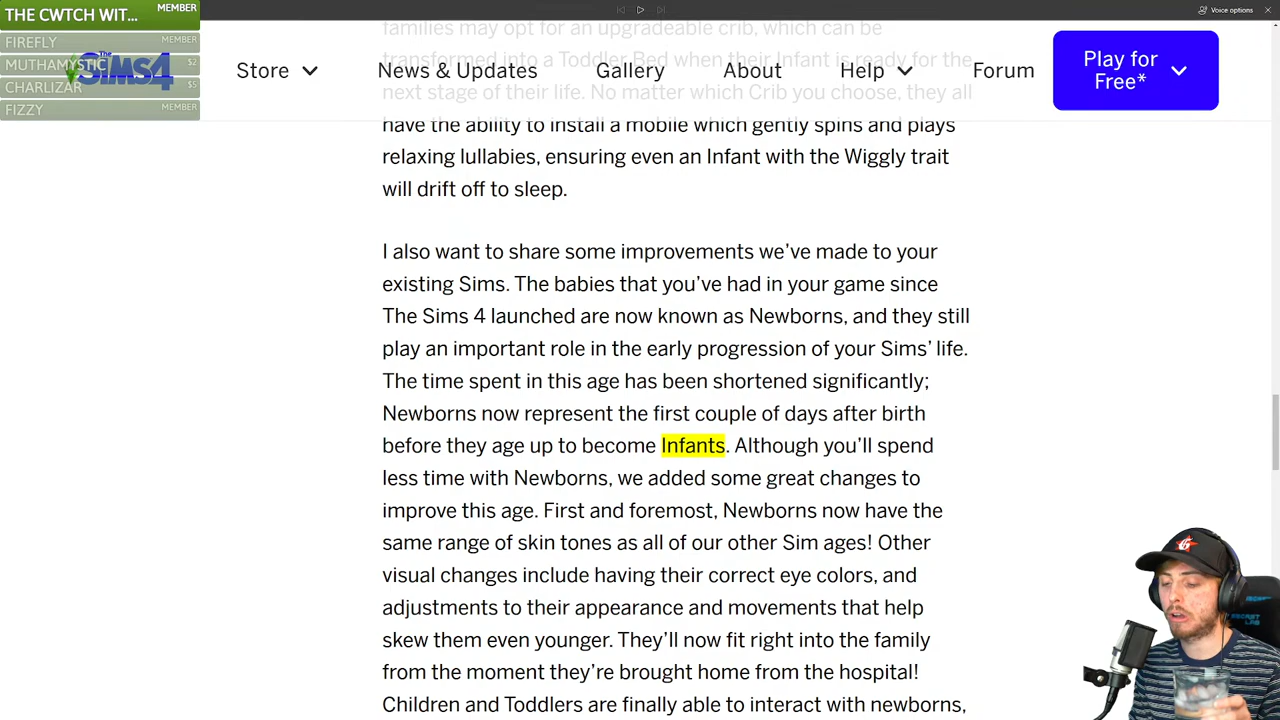 THE CWTCH WIT... MEMBER
FIREFLY MEMBER
MUTHAMYSTIC $2
CHARLIZAR $5
FIZZY MEMBER
Voice options
The Sims 4
Store
News & Updates
Gallery
About
Help
Forum
Play for
Free*
families may opt for an upgradeable crib, which can be
transformed into a Toddler Bed when their Infant is ready for the
next stage of their life. No matter which Crib you choose, they all
have the ability to install a mobile which gently spins and plays
relaxing lullabies, ensuring even an Infant with the Wiggly trait
will drift off to sleep.
I also want to share some improvements we’ve made to your
existing Sims. The babies that you’ve had in your game since
The Sims 4 launched are now known as Newborns, and they still
play an important role in the early progression of your Sims’ life.
The time spent in this age has been shortened significantly;
Newborns now represent the first couple of days after birth
before they age up to become Infants. Although you’ll spend
less time with Newborns, we added some great changes to
improve this age. First and foremost, Newborns now have the
same range of skin tones as all of our other Sim ages! Other
visual changes include having their correct eye colors, and
adjustments to their appearance and movements that help
skew them even younger. They’ll now fit right into the family
from the moment they’re brought home from the hospital!
Children and Toddlers are finally able to interact with newborns,